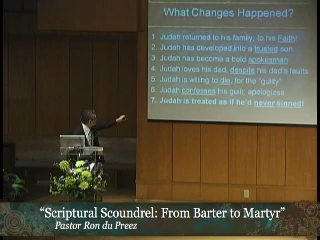 What Changes Happened?
1. Judah returned to his family, to his Faith!
2. Judah has developed into a trusted son
3. Judah has become a bold spokesman
4. Judah loves his dad, despite his dad's faults
5. Judah is willing to die, for the "guilty"
6. Judah confesses his guilt, apologizes
7. Judah is treated as if he'd never sinned!
“Scriptural Scoundrel: From Barter to Martyr”
Pastor Ron du Preez